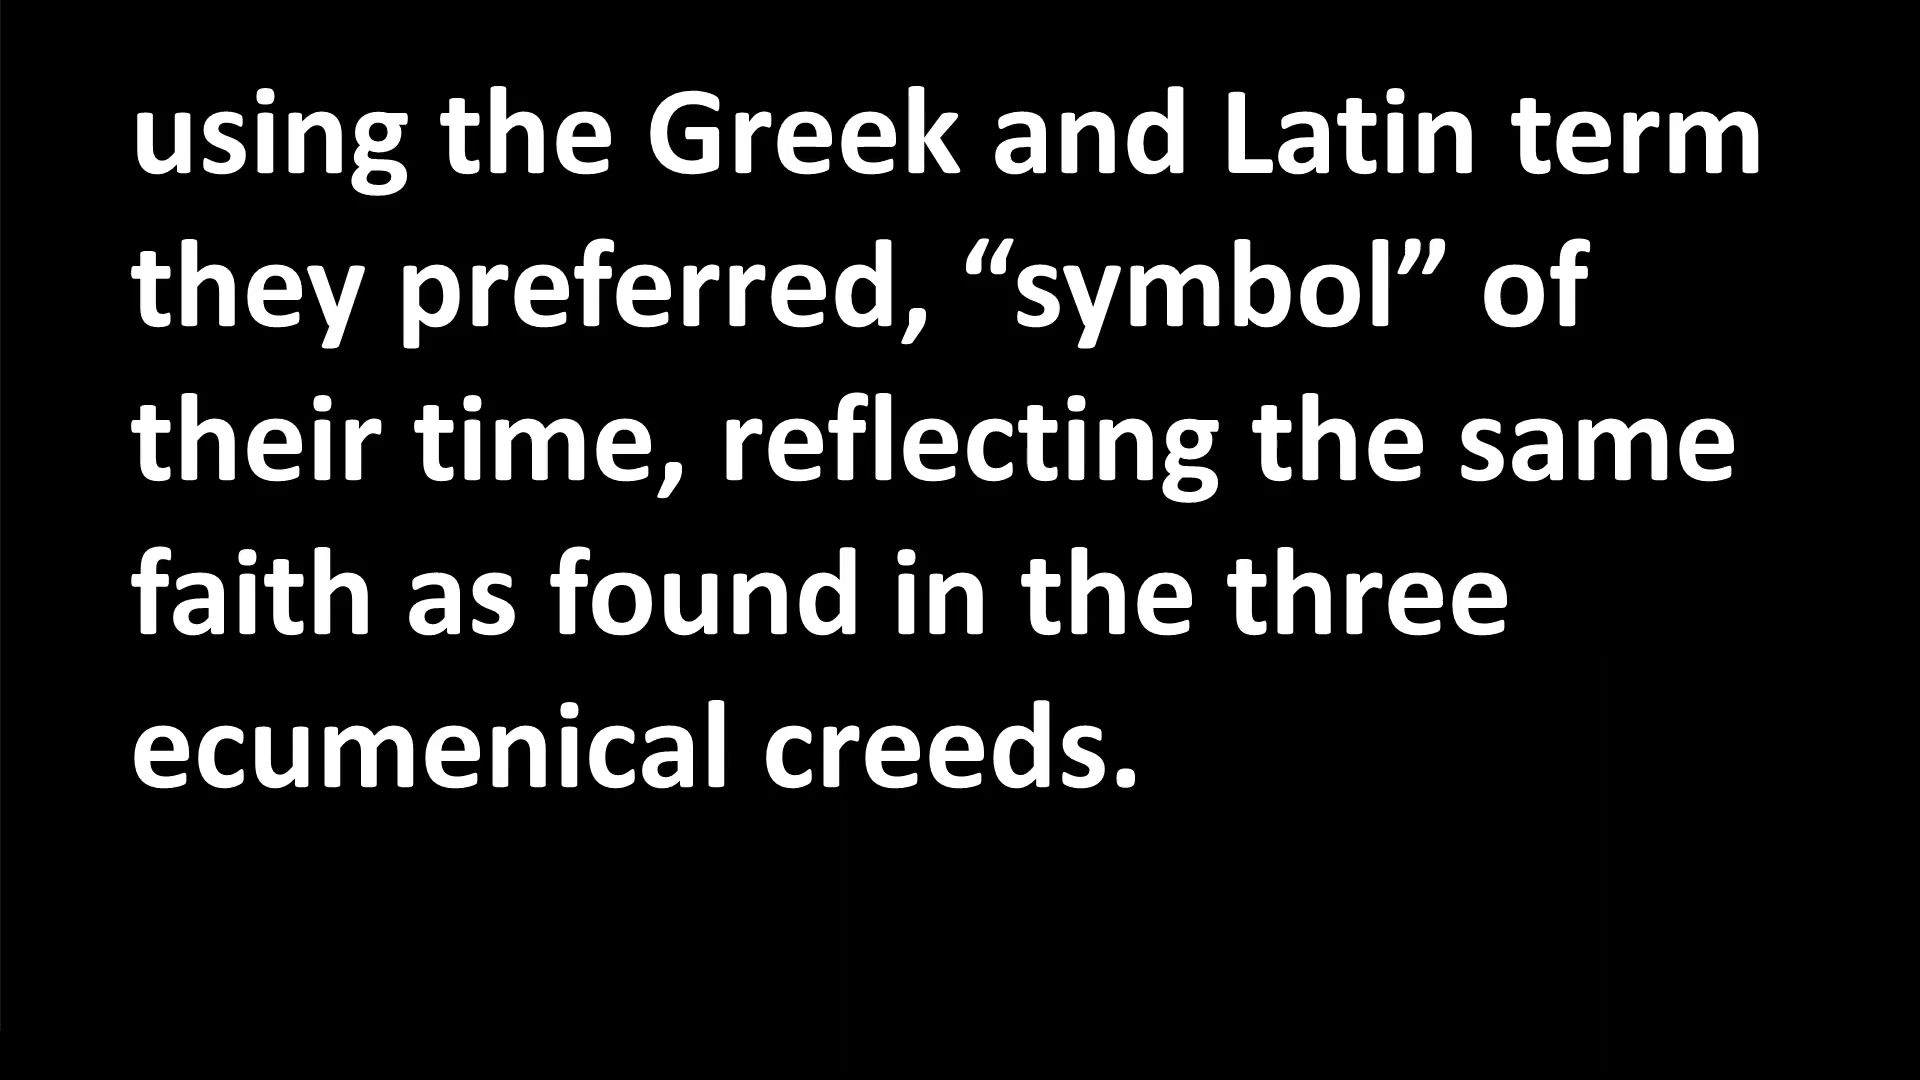 using the Greek and Latin term
they preferred, “symbol” of
their time, reflecting the same
faith as found in the three
ecumenical creeds.